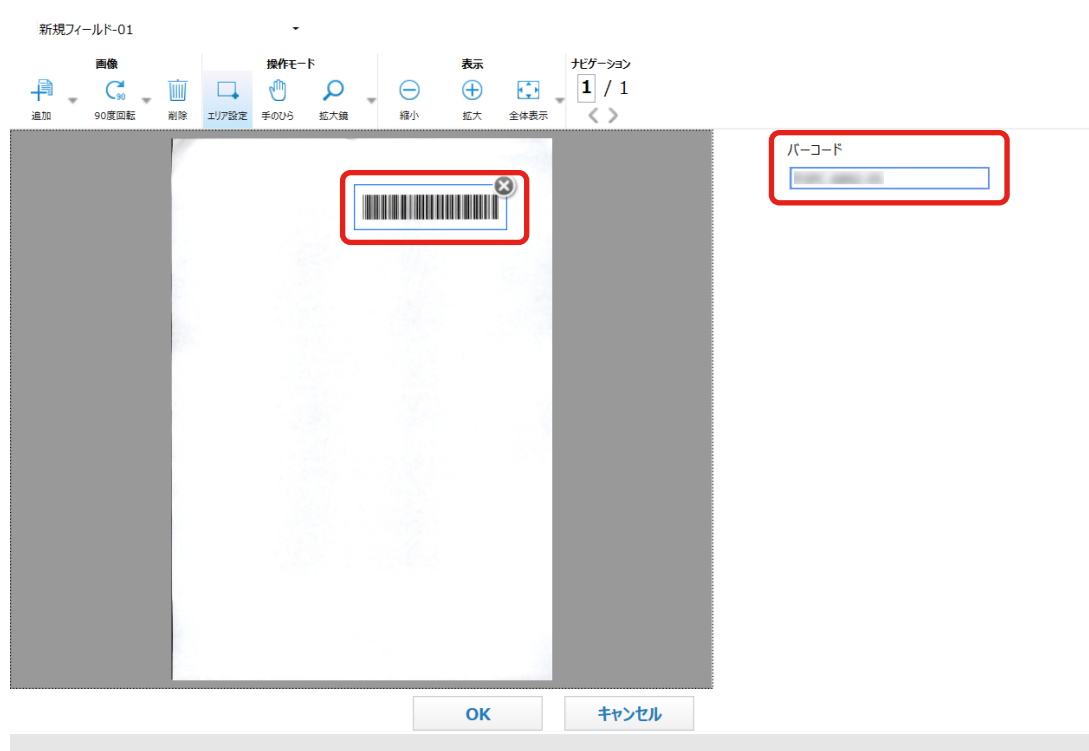 新規フィールド-01
画像 操作モード 表示 ナビゲーション
90
1 / 1
追加 90度回転 削除 エリア設定 手のひら 拡大鏡 縮小 拡大 全体表示
バーコード
OK キャンセル